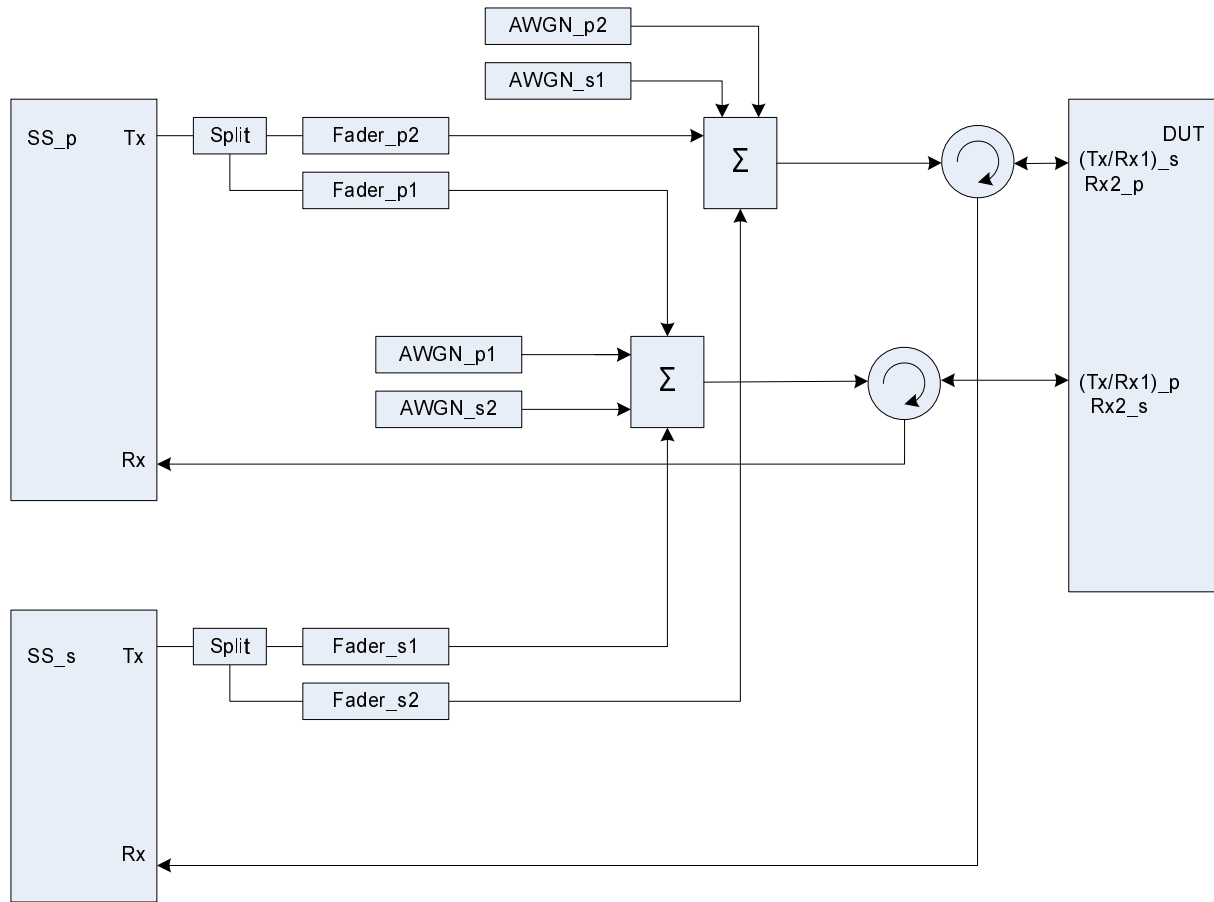 AWGN_p2
AWGN_s1
SS_p
Tx
Split
Fader_p2
Fader_p1
Σ
DUT
(Tx/Rx1)_s
Rx2_p
AWGN_p1
AWGN_s2
Σ
(Tx/Rx1)_p
Rx2_s
Rx
SS_s
Tx
Split
Fader_s1
Fader_s2
Rx